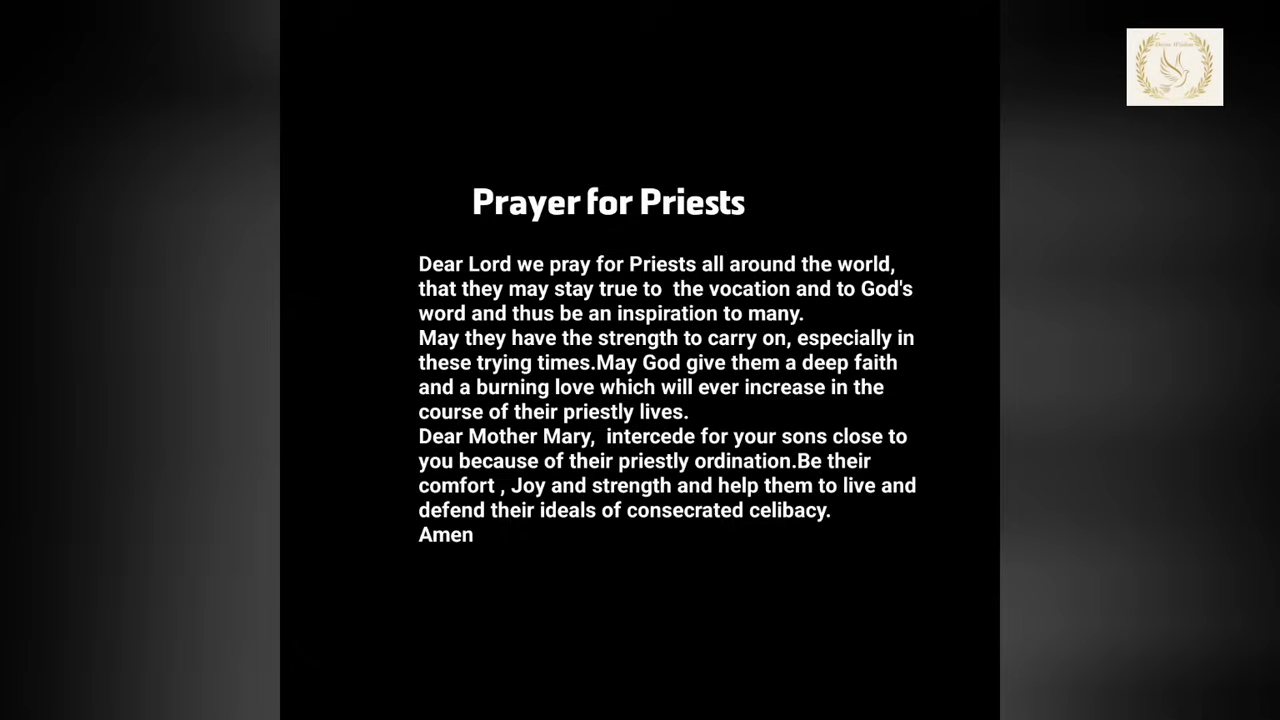 Divine Wisdom
Prayer for Priests
Dear Lord we pray for Priests all around the world,
that they may stay true to  the vocation and to God's
word and thus be an inspiration to many.
May they have the strength to carry on, especially in
these trying times.May God give them a deep faith
and a burning love which will ever increase in the
course of their priestly lives.
Dear Mother Mary,  intercede for your sons close to
you because of their priestly ordination.Be their
comfort , Joy and strength and help them to live and
defend their ideals of consecrated celibacy.
Amen